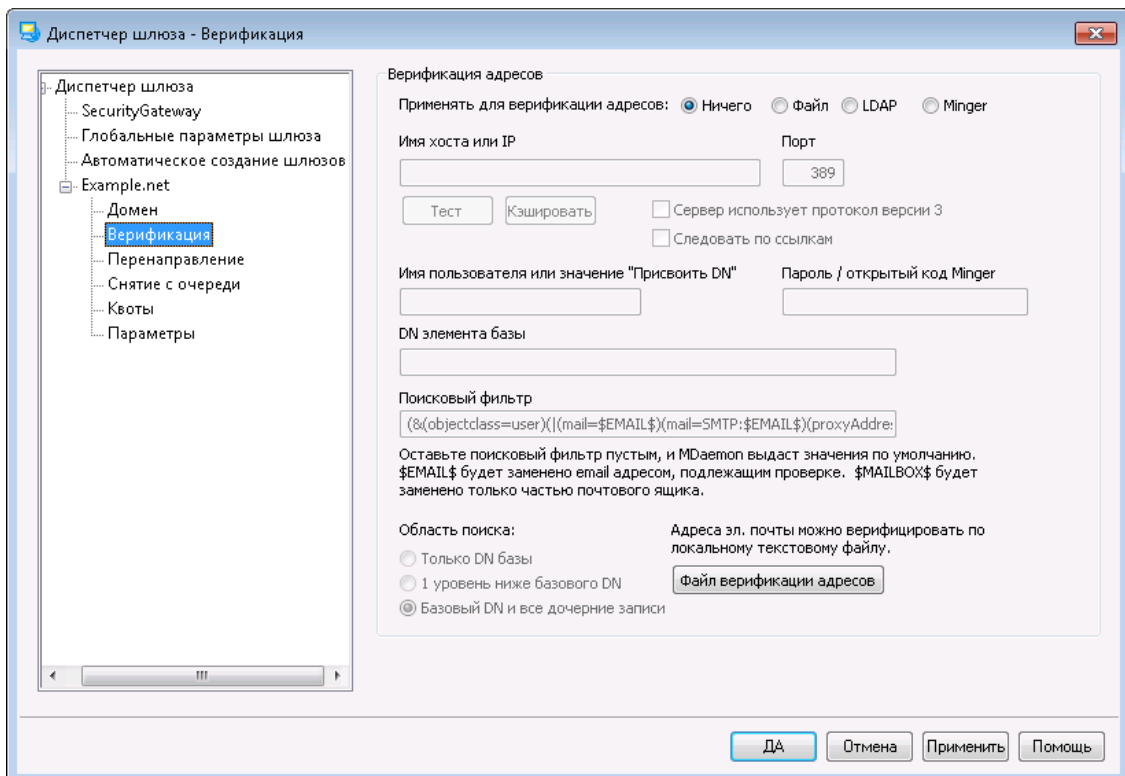 Диспетчер шлюза - Верификация
Диспетчер шлюза
SecurityGateway
Глобальные параметры шлюза
Автоматическое создание шлюзов
Example.net
Домен
Верификация
Перенаправление
Снятие с очереди
Квоты
Параметры
Верификация адресов
Применять для верификации адресов: Ничего Файл LDAP Minger
Имя хоста или IP Порт
389
Тест Кэшировать Сервер использует протокол версии 3
Следовать по ссылкам
Имя пользователя или значение "Присвоить DN" Пароль / открытый код Minger
DN элемента базы
Поисковый фильтр
(&(objectclass=user)(|(mail=$EMAIL$)(mail=SMTP:$EMAIL$)(proxyAddre:
Оставьте поисковый фильтр пустым, и MDaemon выдаст значения по умолчанию.
$EMAIL$ будет заменено email адресом, подлежащим проверке. $MAILBOX$ будет
заменено только частью почтового ящика.
Область поиска:
Только DN базы
1 уровень ниже базового DN
Базовый DN и все дочерние записи
Адреса эл. почты можно верифицировать по
локальному текстовому файлу.
Файл верификации адресов
ДА Отмена Применить Помощь